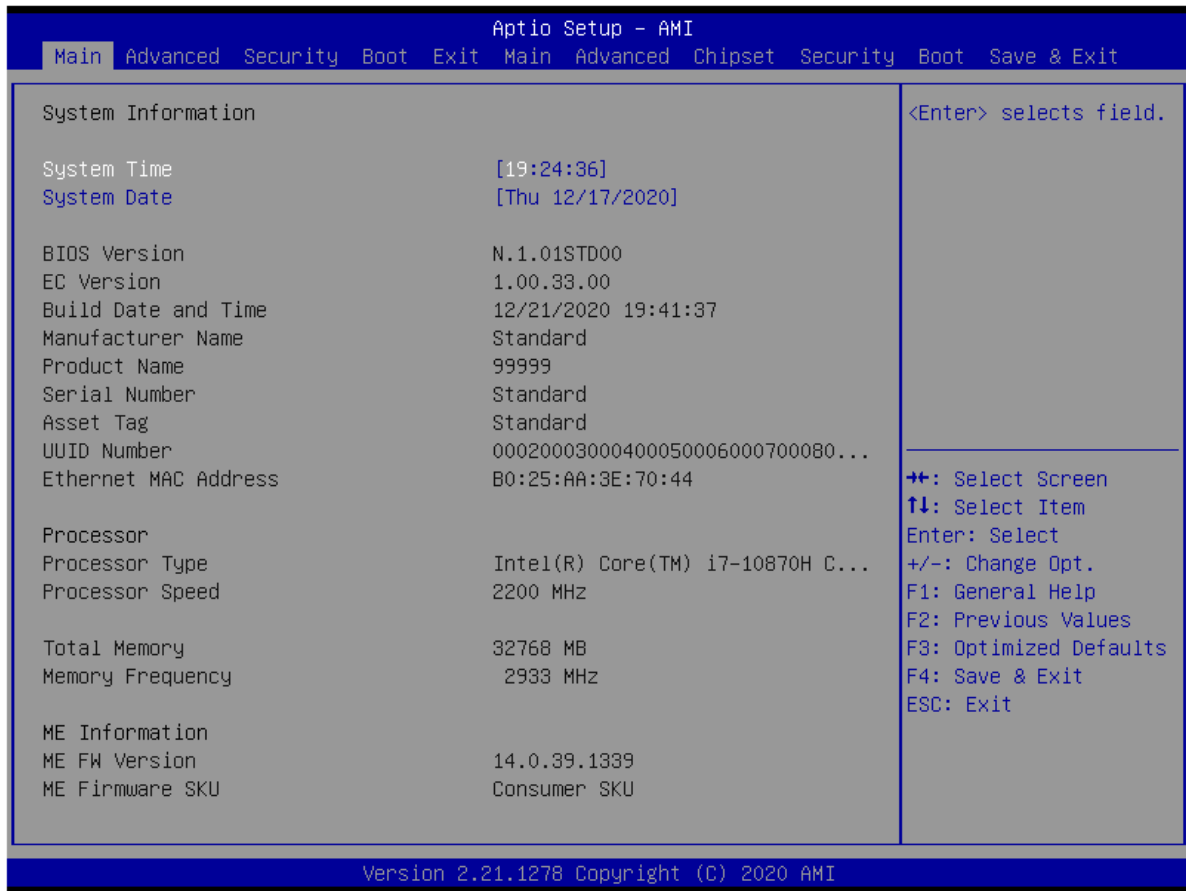 Aptio Setup – AMI
Main Advanced Security Boot Exit Main Advanced Chipset Security Boot Save & Exit
System Information
<Enter> selects field.
System Time [19:24:36]
System Date [Thu 12/17/2020]
BIOS Version N.1.01STD00
EC Version 1.00.33.00
Build Date and Time 12/21/2020 19:41:37
Manufacturer Name Standard
Product Name 99999
Serial Number Standard
Asset Tag Standard
UUID Number 00020003000400050006000700080...
Ethernet MAC Address B0:25:AA:3E:70:44
Processor
Processor Type Intel(R) Core(TM) i7-10870H C...
Processor Speed 2200 MHz
Total Memory 32768 MB
Memory Frequency 2933 MHz
ME Information
ME FW Version 14.0.39.1339
ME Firmware SKU Consumer SKU
→←: Select Screen
↑↓: Select Item
Enter: Select
+/-: Change Opt.
F1: General Help
F2: Previous Values
F3: Optimized Defaults
F4: Save & Exit
ESC: Exit
Version 2.21.1278 Copyright (C) 2020 AMI